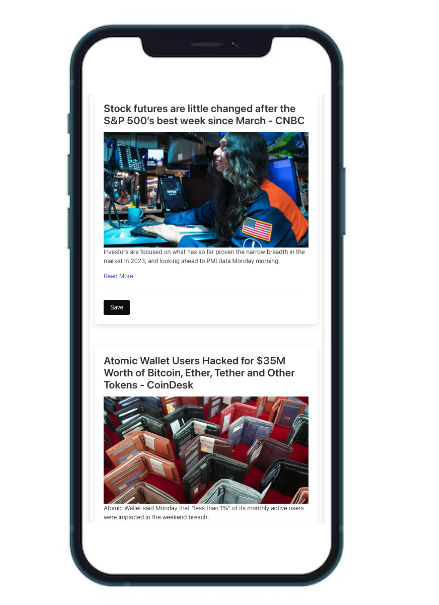 Stock futures are little changed after the
S&P 500's best week since March - CNBC
Investors are focused on what has so far proven the narrow breadth in the
market in 2023, and looking ahead to PMI data Monday morning.
Read More
Save
Atomic Wallet Users Hacked for $35M
Worth of Bitcoin, Ether, Tether and Other
Tokens - CoinDesk
Atomic Wallet said Monday that "less than 1%" of its monthly active users
were impacted in the weekend breach.